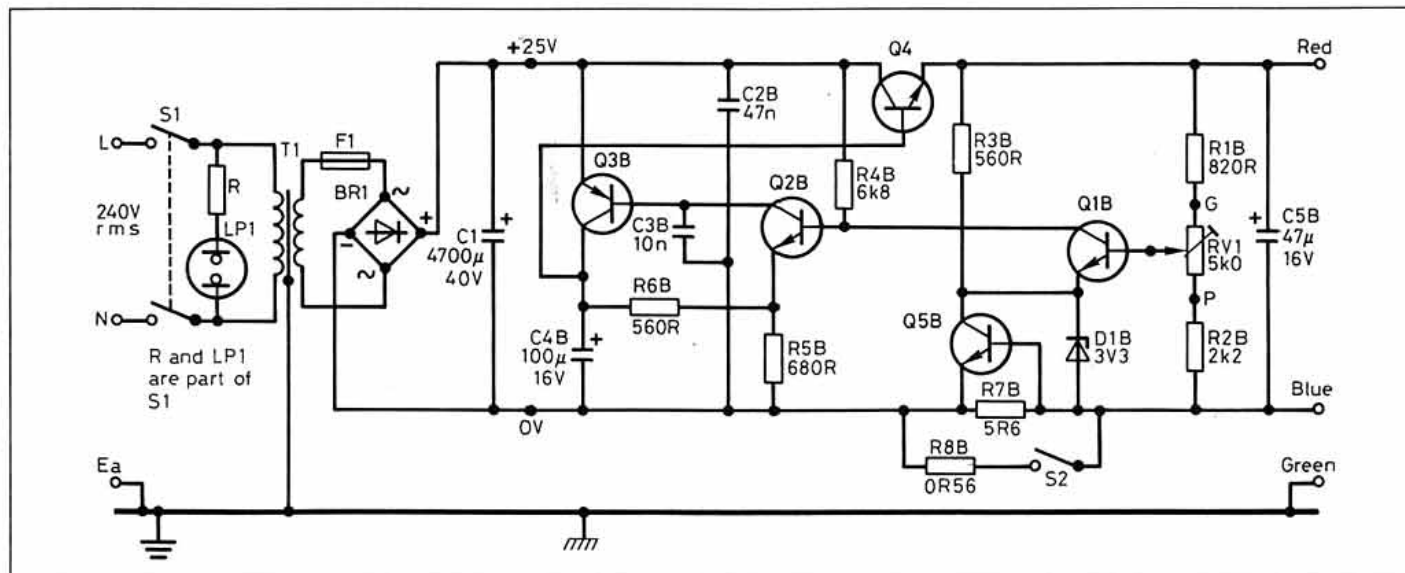 +25V
Q4
Red
S1
L
C2B
47n
R3B
560R
R1B
820R
T1
F1
Q3B
R4B
6k8
R
BR1
~
Q2B
G
240V
rms
LP1
+
C3B
10n
Q1B
RV1
5k0
+
C5B
47μ
16V
-
+
C1
4700μ
40V
~
R6B
560R
P
N
C4B
100μ
16V
+
R5B
680R
Q5B
D1B
3V3
R2B
2k2
R and LP1
are part of
S1
R7B
5R6
Blue
0V
R8B
0R56
S2
Ea
Green